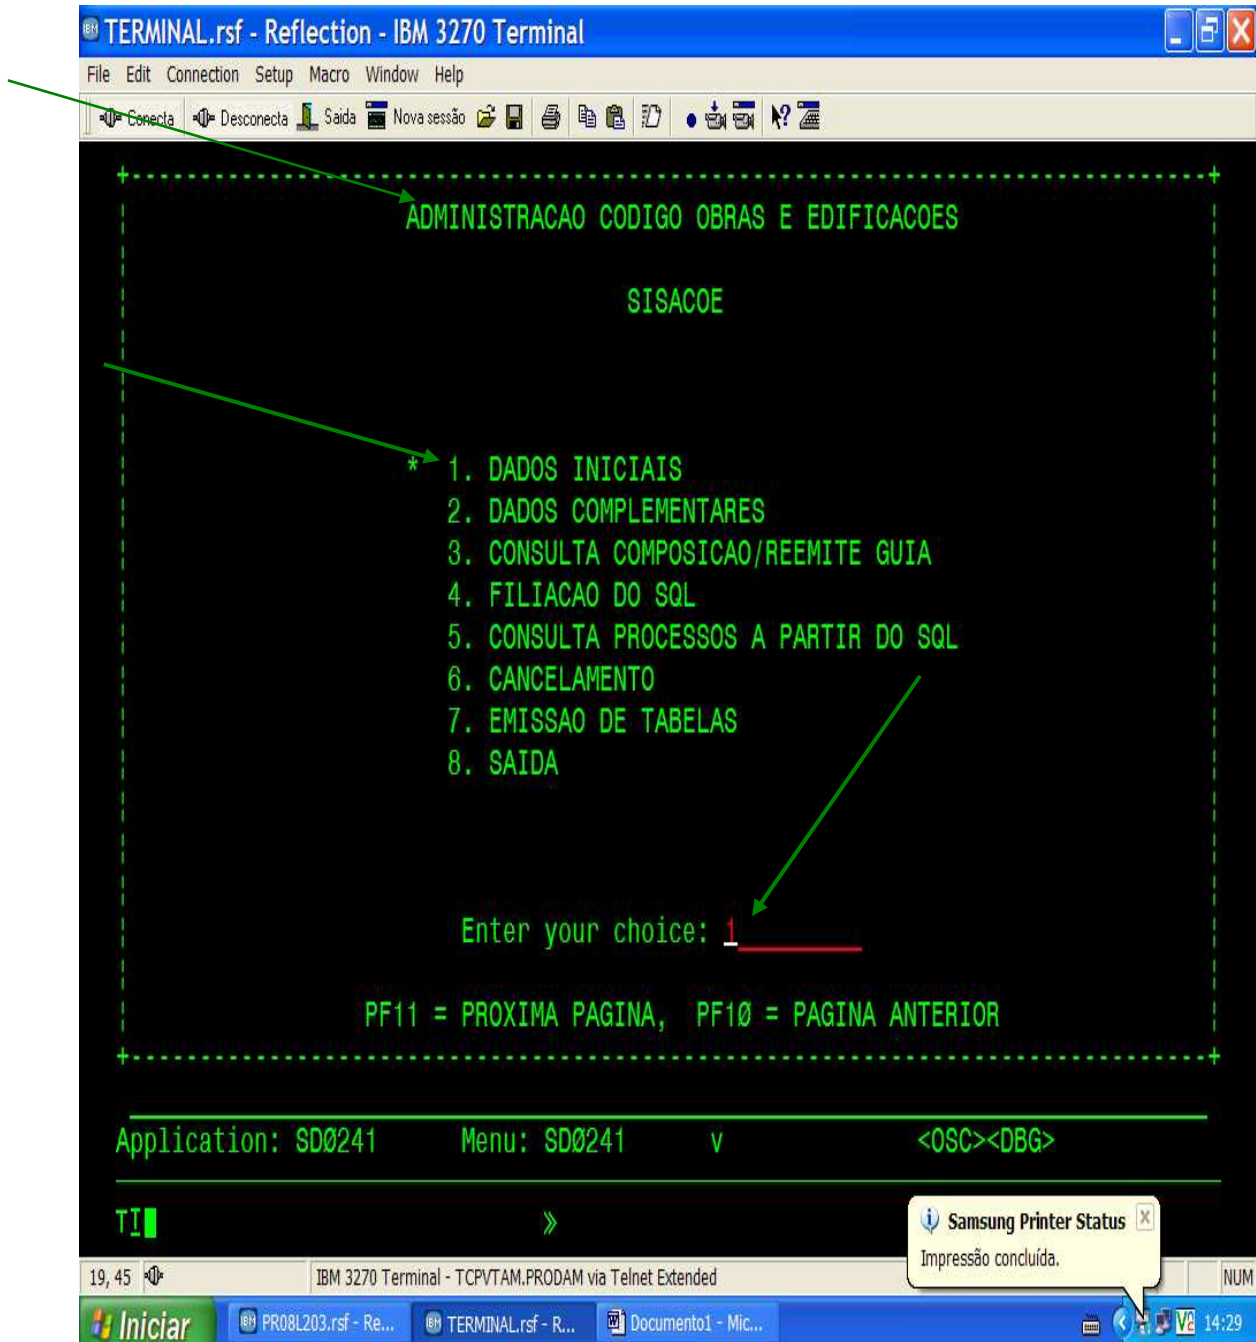 TERMINAL.rsf - Reflection - IBM 3270 Terminal
File Edit Connection Setup Macro Window Help
Conecta Desconecta Saida Nova sessão
ADMINISTRACAO CODIGO OBRAS E EDIFICACOES
SISACOE
* 1. DADOS INICIAIS
2. DADOS COMPLEMENTARES
3. CONSULTA COMPOSICAO/REEMITE GUIA
4. FILIACAO DO SQL
5. CONSULTA PROCESSOS A PARTIR DO SQL
6. CANCELAMENTO
7. EMISSAO DE TABELAS
8. SAIDA
Enter your choice: 1
PF11 = PROXIMA PAGINA, PF10 = PAGINA ANTERIOR
Application: SD0241 Menu: SD0241 v <OSC><DBG>
TI »
Samsung Printer Status
Impressão concluída.
19, 45 IBM 3270 Terminal - TCPVTAM.PRODAM via Telnet Extended NUM
Iniciar PR08L203.rsf - Re... TERMINAL.rsf - R... Documento1 - Mic... 14:29